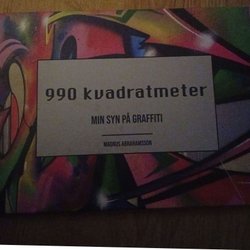 990 kvadratmeter
MIN SYN PÅ GRAFFITI
MAGNUS ABRAHAMSSON